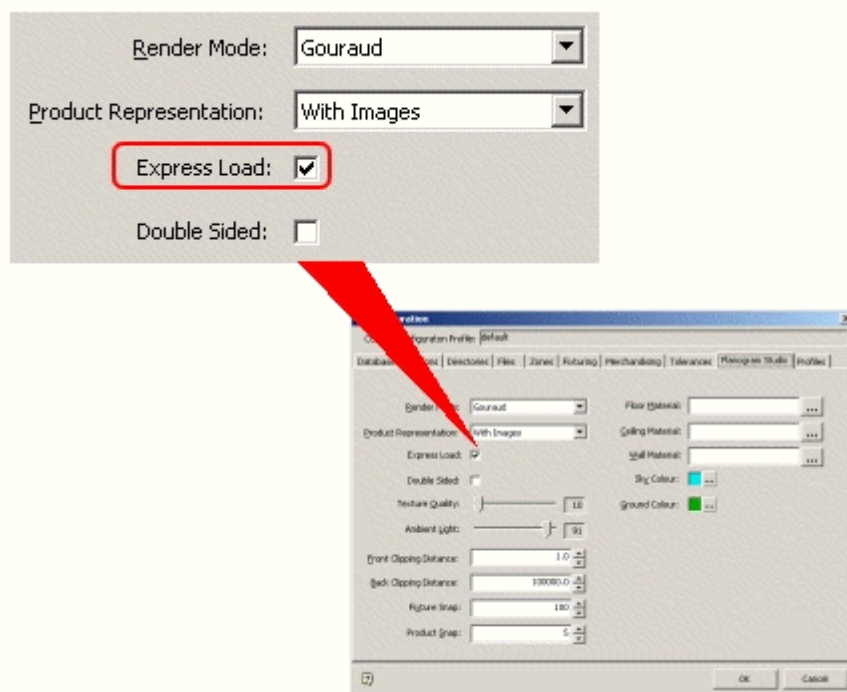 Render Mode: Gouraud
Product Representation: With Images
Express Load:
Double Sided:
Configuration Profile: default
Directories Files Zones Fixturing Merchandising Tolerances Planogram Studio Profiles
Gouraud Floor Material: ...
Product Representation: With Images Ceiling Material: ...
Express Load: Wall Material: ...
Double Sided: Sky Colour: ...
Texture Quality: 10 Ground Colour: ...
Ambient Light: 91
Front Clipping Distance: 1.0
Back Clipping Distance: 100000.0
Fixture Snap: 100
Product Snap: 5
OK Cancel